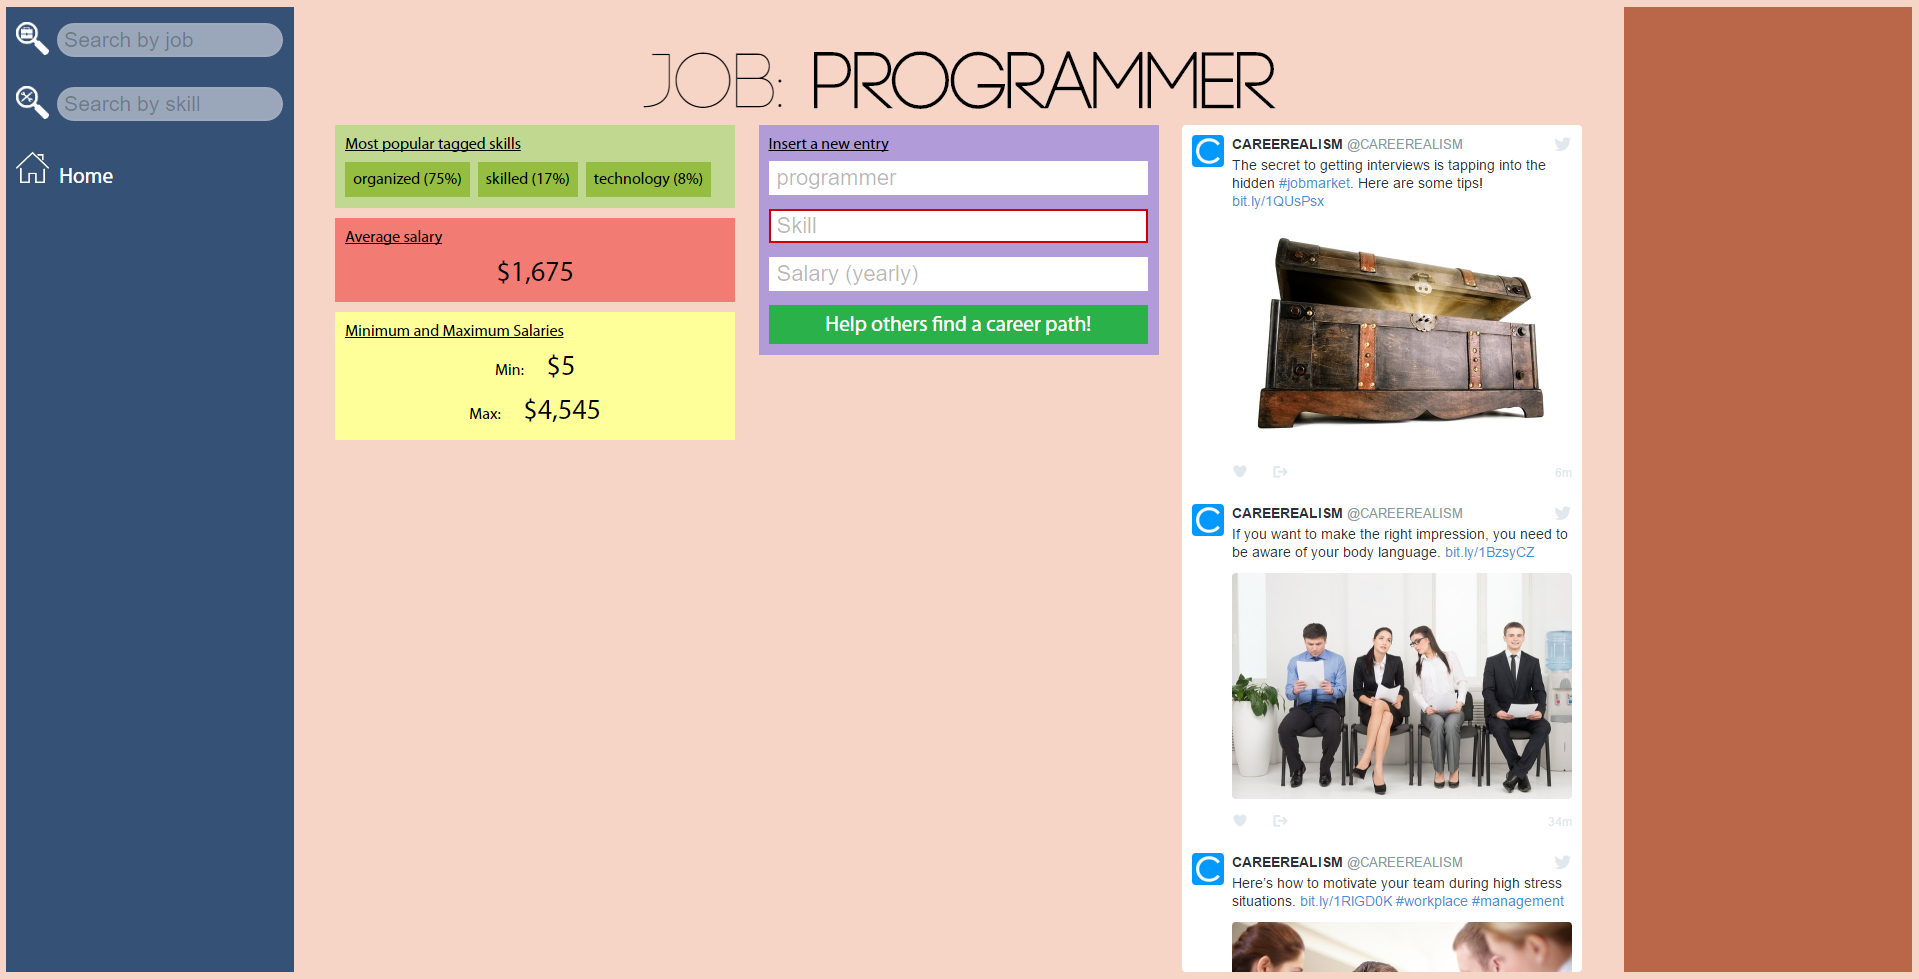 Search by job
Search by skill
Home
JOB: PROGRAMMER
Most popular tagged skills
organized (75%) skilled (17%) technology (8%)
Average salary
$1,675
Minimum and Maximum Salaries
Min: $5
Max: $4,545
Insert a new entry
programmer
Skill
Salary (yearly)
Help others find a career path!
CAREEREALISM @CAREEREALISM
The secret to getting interviews is tapping into the
hidden #jobmarket. Here are some tips!
bit.ly/1QUsPsx
6m
CAREEREALISM @CAREEREALISM
If you want to make the right impression, you need to
be aware of your body language. bit.ly/1BzsyCZ
34m
CAREEREALISM @CAREEREALISM
Here's how to motivate your team during high stress
situations. bit.ly/1RIGD0K #workplace #management